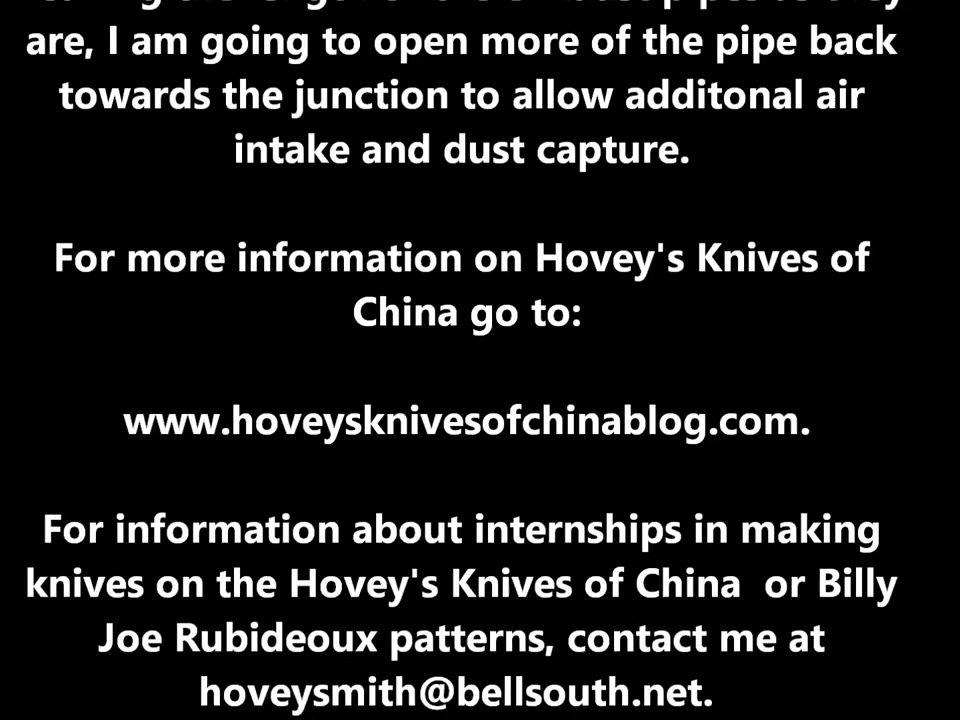 are, I am going to open more of the pipe back
towards the junction to allow additonal air
intake and dust capture.
For more information on Hovey's Knives of
China go to:
www.hoveysknivesofchinablog.com.
For information about internships in making
knives on the Hovey's Knives of China or Billy
Joe Rubideoux patterns, contact me at
hoveysmith@bellsouth.net.